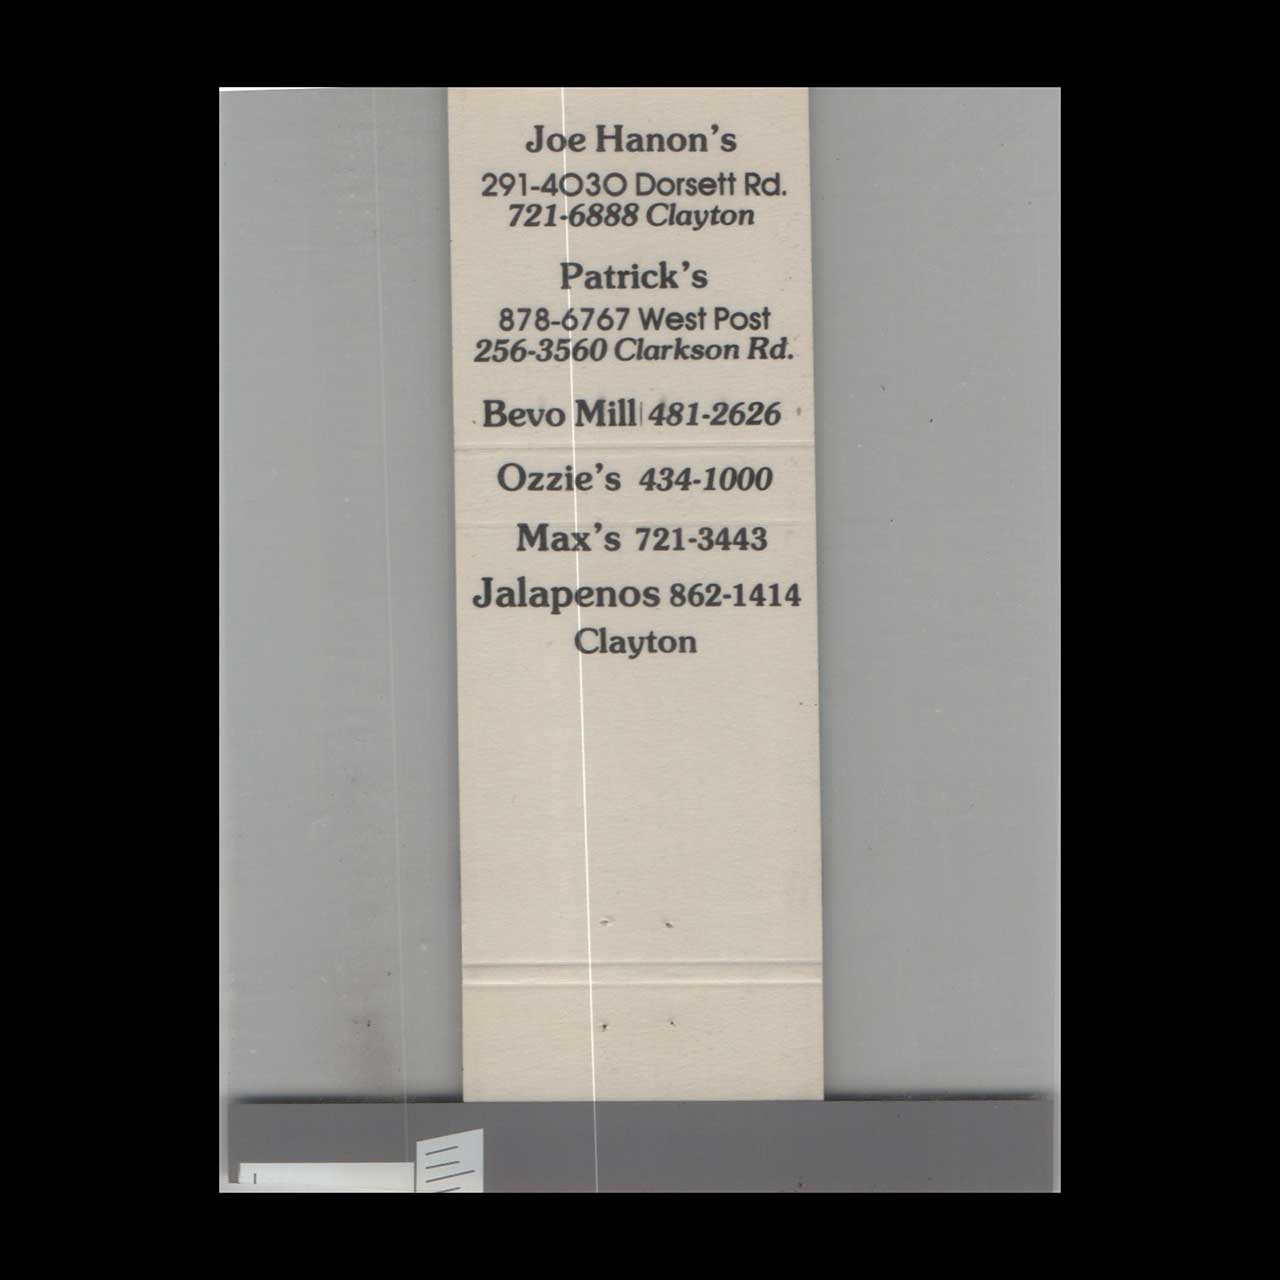 Joe Hanon's
291-4030 Dorsett Rd.
721-6888 Clayton
Patrick's
878-6767 West Post
256-3560 Clarkson Rd.
Bevo Mill 481-2626
Ozzie's 434-1000
Max's 721-3443
Jalapenos 862-1414
Clayton